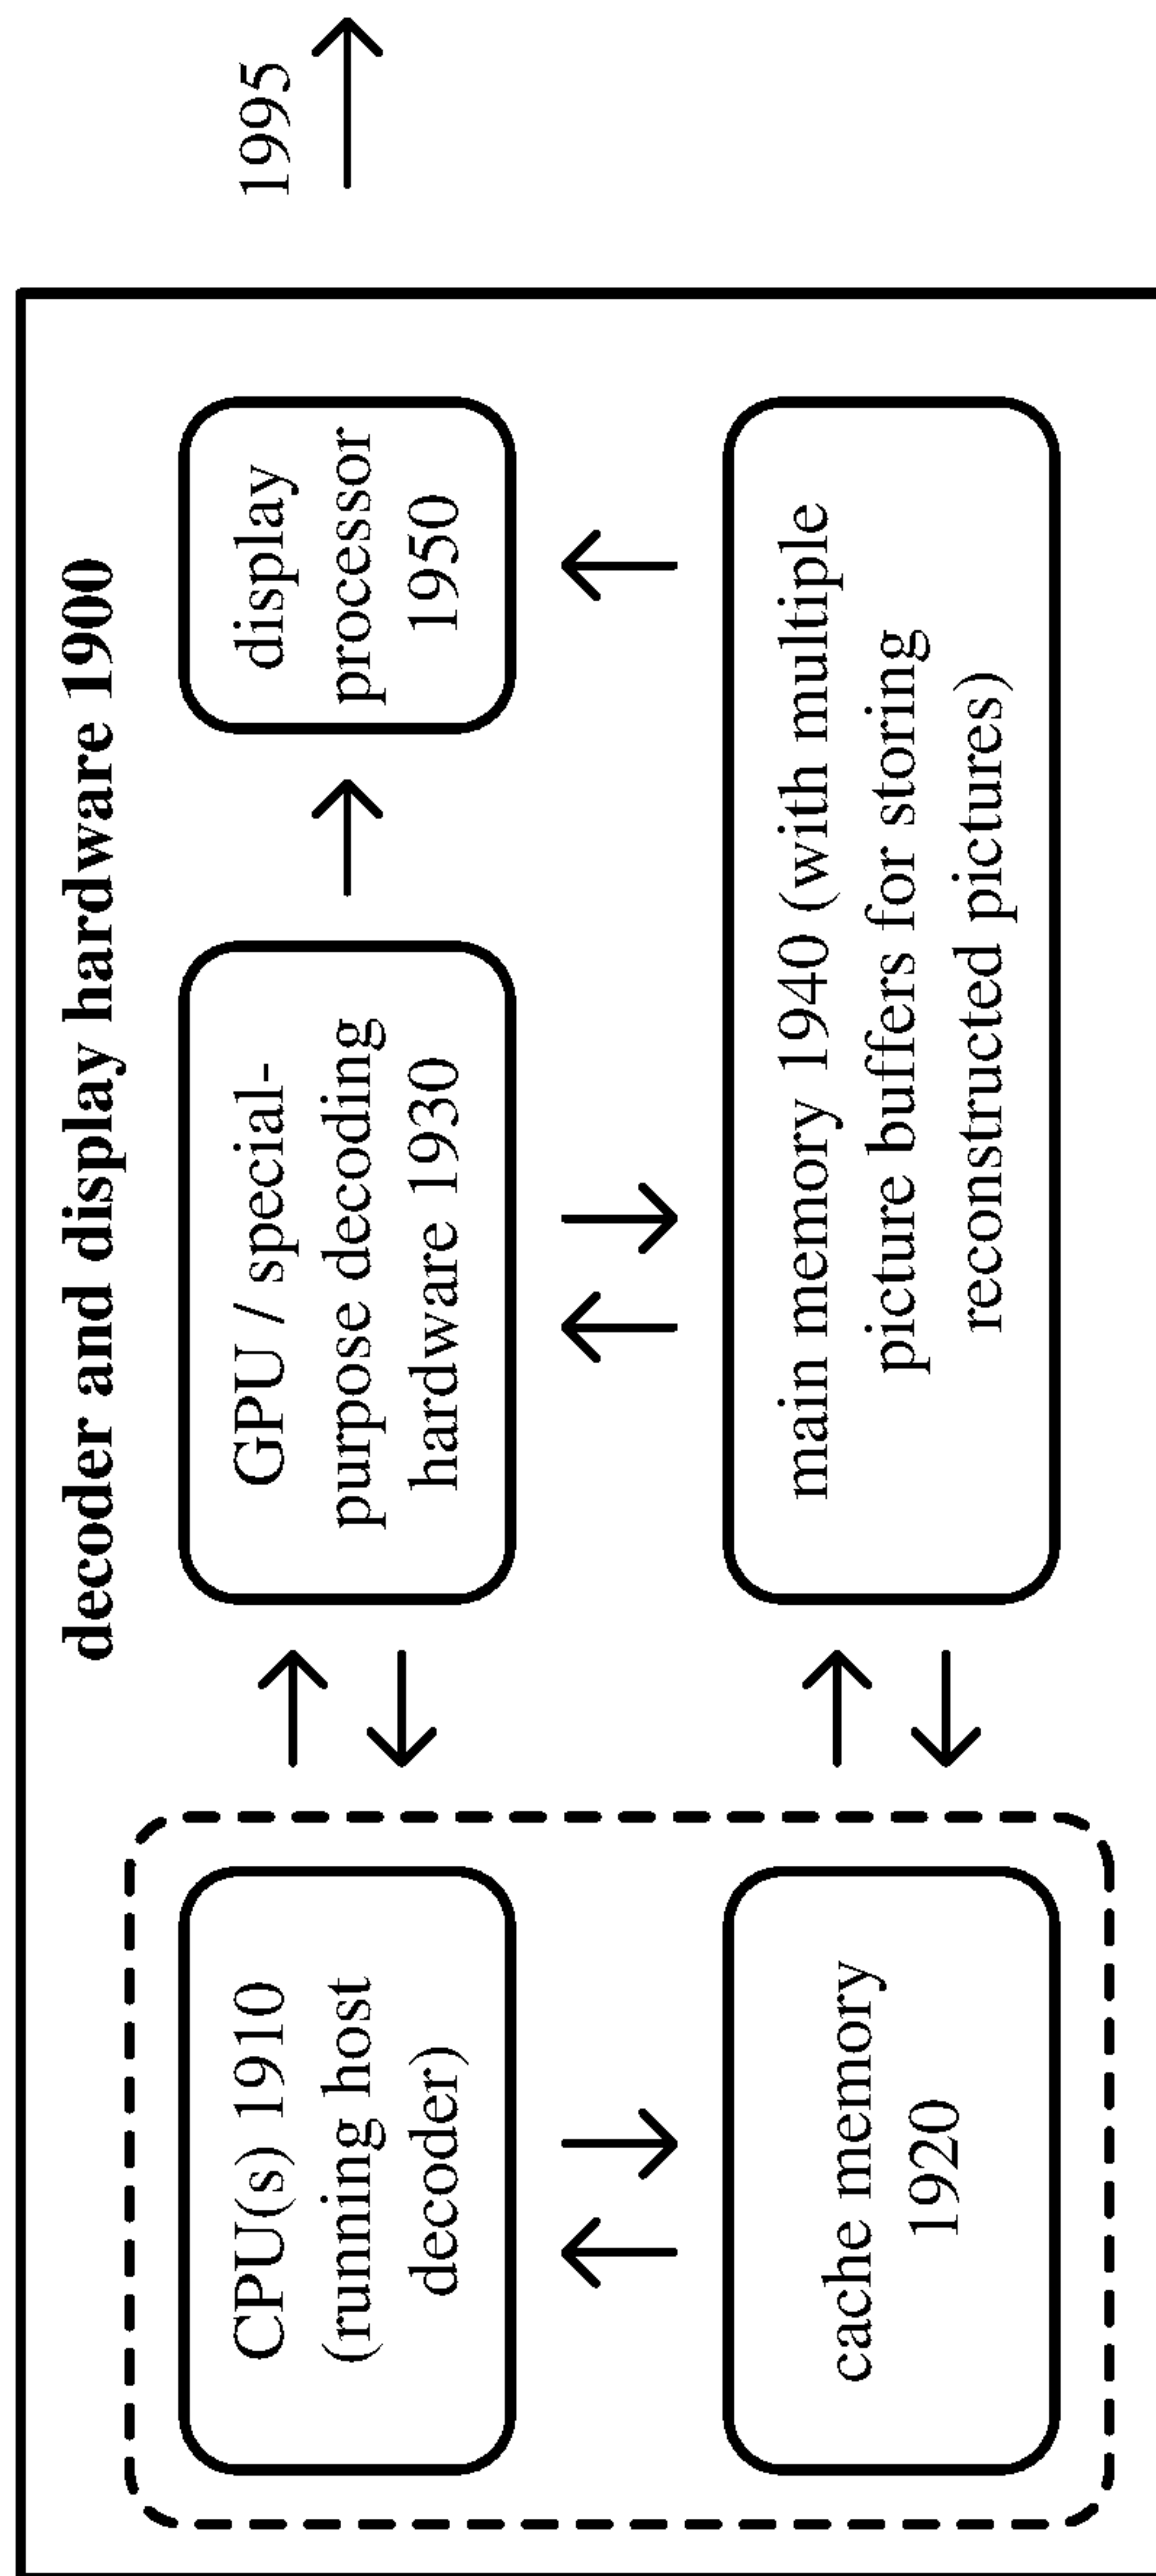 decoder and display hardware 1900
CPU(s) 1910
(running host
decoder)
GPU / special-
purpose decoding
hardware 1930
display
processor
1950
1995
cache memory
1920
main memory 1940 (with multiple
picture buffers for storing
reconstructed pictures)